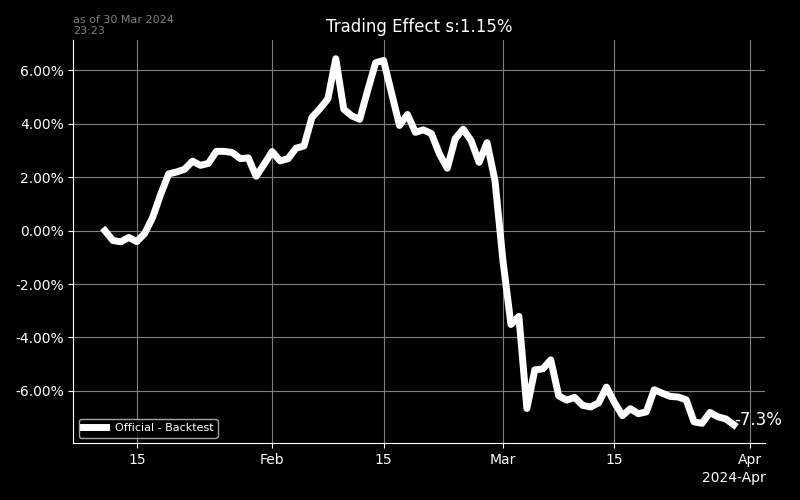 as of 30 Mar 2024
23:23
Trading Effect s:1.15%
6.00%
4.00%
2.00%
0.00%
-2.00%
-4.00%
-6.00%
-7.3%
Official - Backtest
15
Feb
15
Mar
15
Apr
2024-Apr